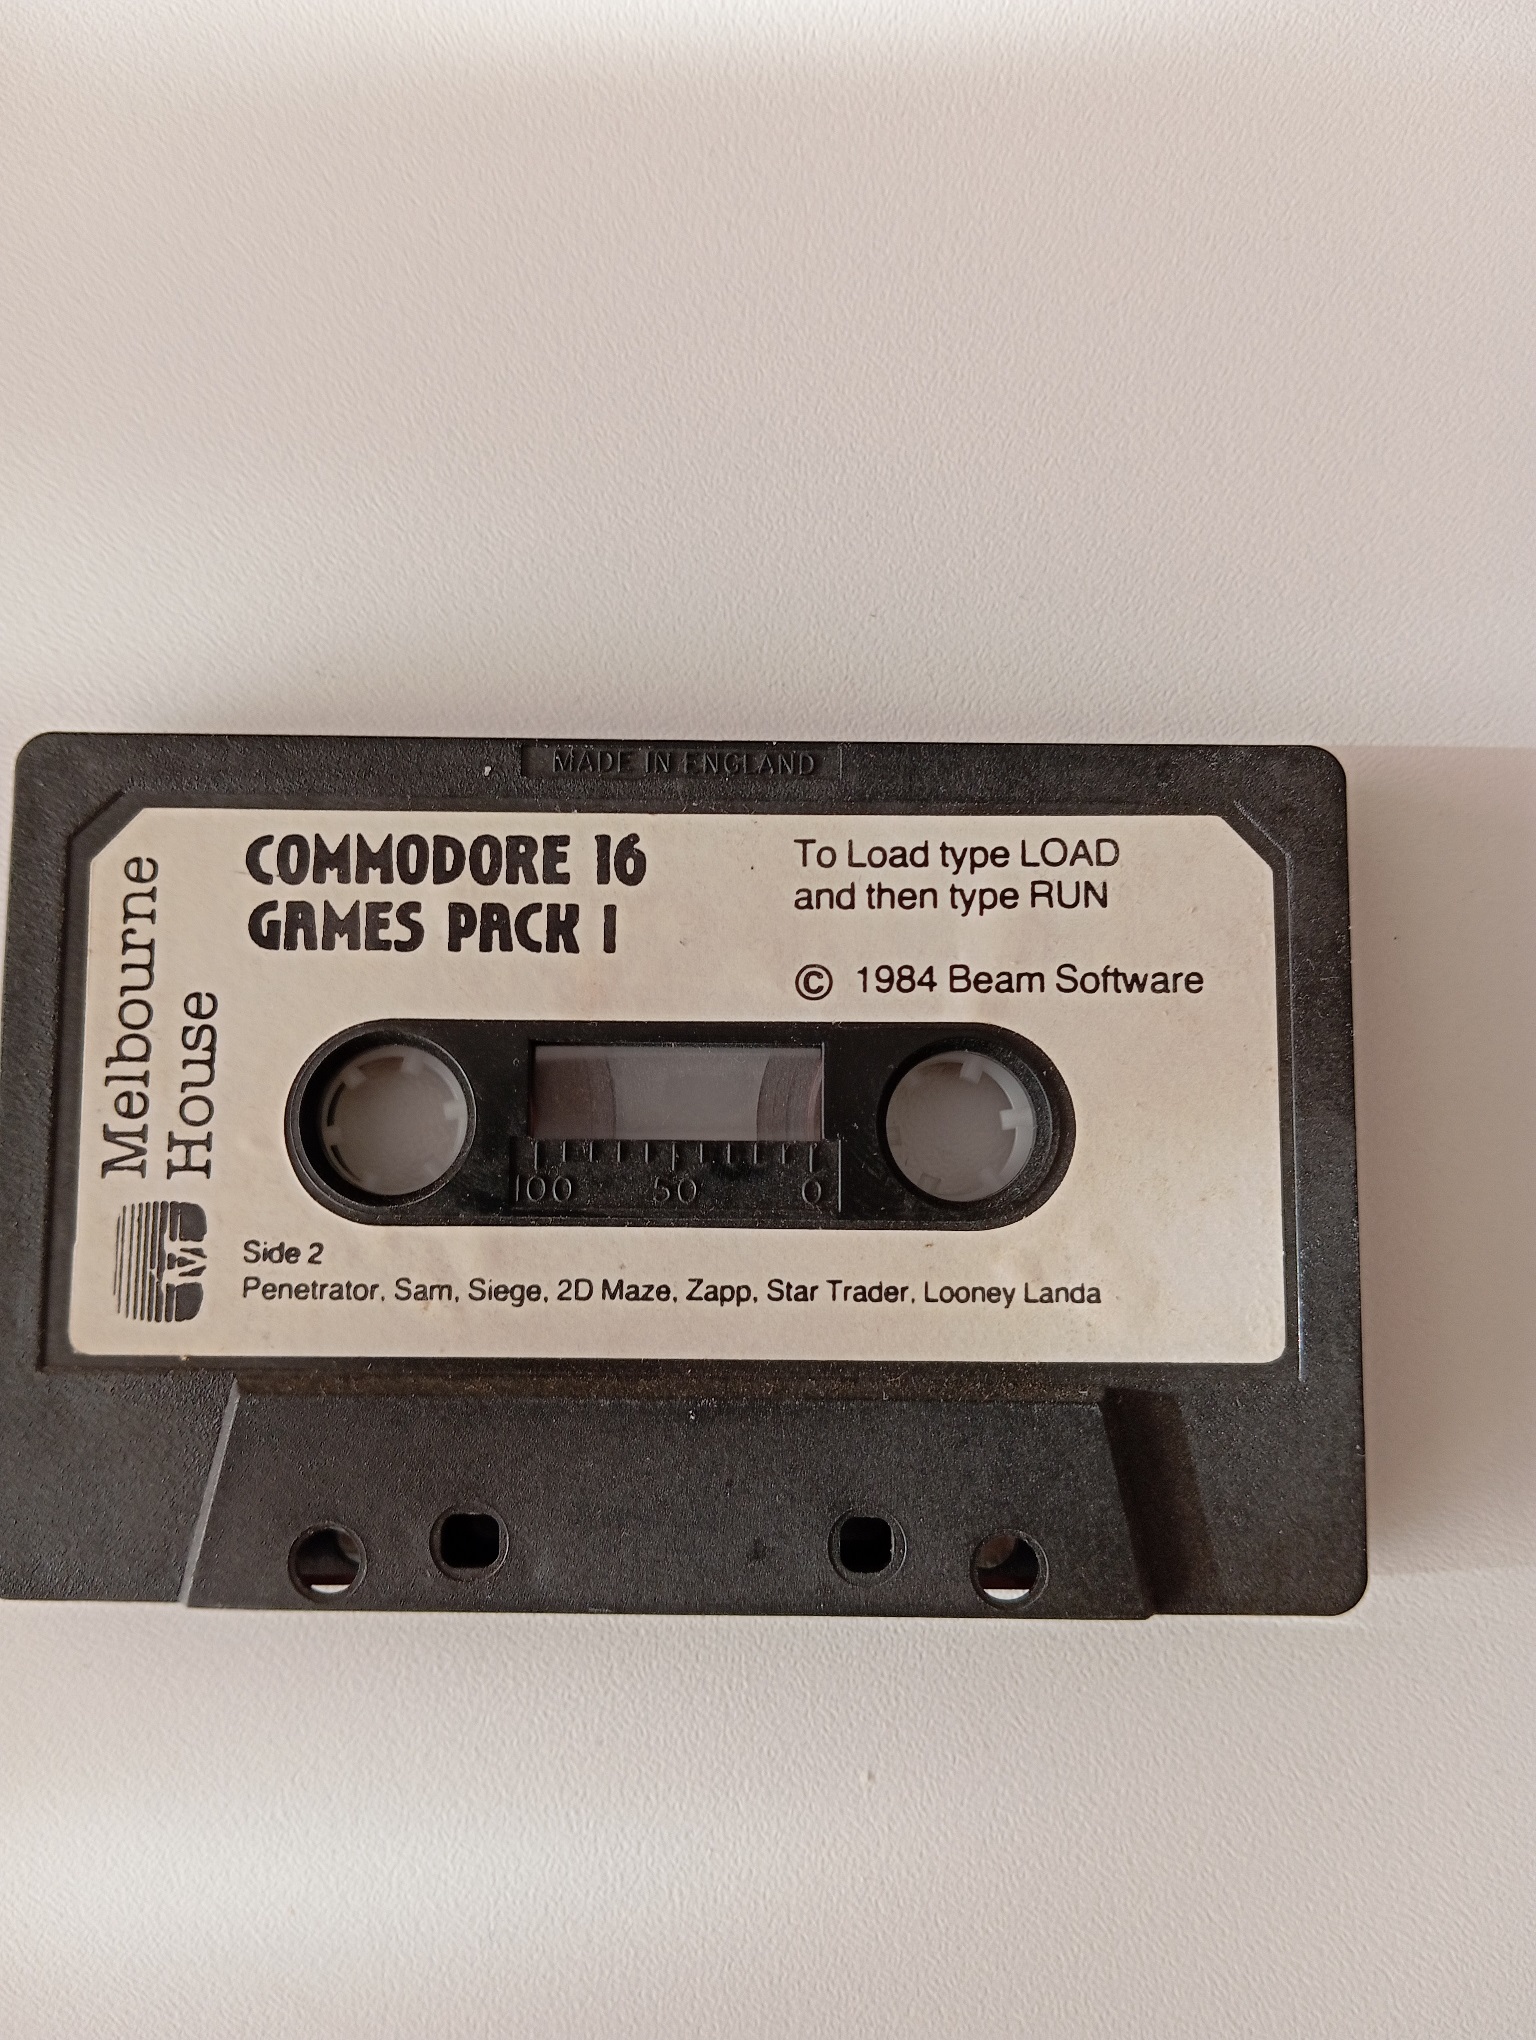 MADE IN ENGLAND
Melbourne
House
COMMODORE 16
GAMES PACK 1
To Load type LOAD
and then type RUN
© 1984 Beam Software
100 50 0
Side 2
Penetrator, Sam, Siege, 2D Maze, Zapp, Star Trader, Looney Landa